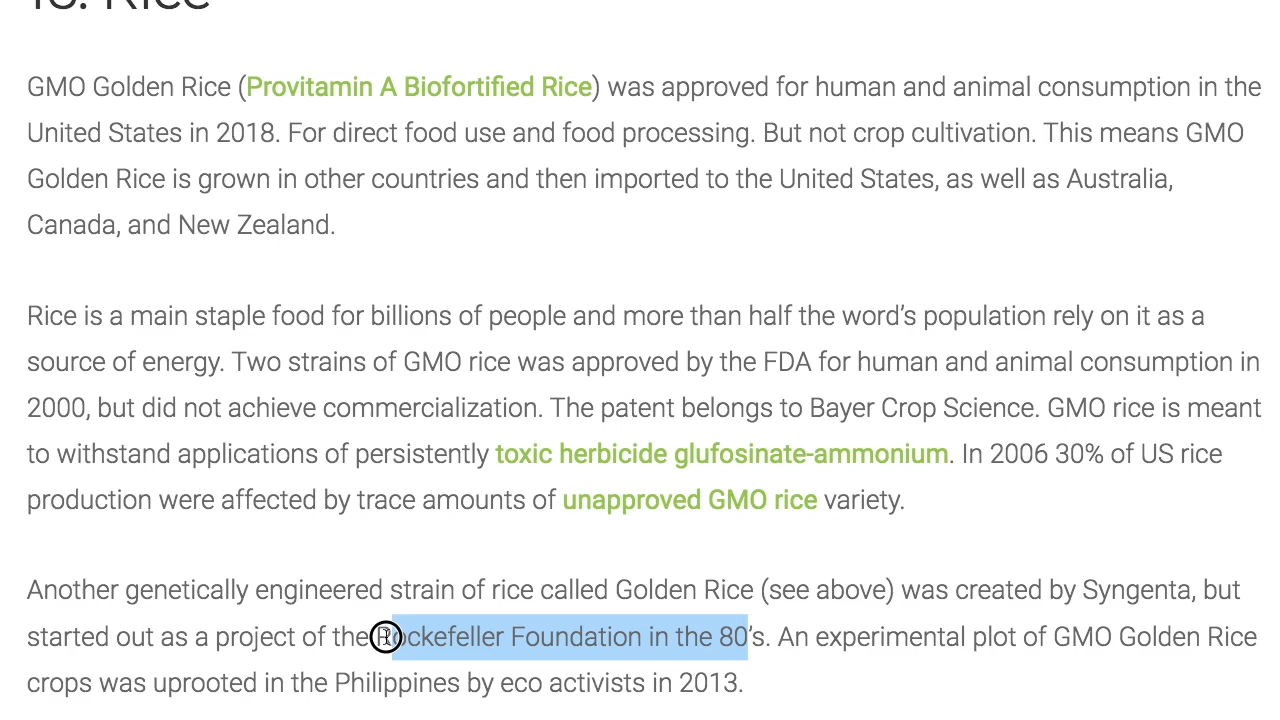 18. Rice
GMO Golden Rice (Provitamin A Biofortified Rice) was approved for human and animal consumption in the
United States in 2018. For direct food use and food processing. But not crop cultivation. This means GMO
Golden Rice is grown in other countries and then imported to the United States, as well as Australia,
Canada, and New Zealand.
Rice is a main staple food for billions of people and more than half the word’s population rely on it as a
source of energy. Two strains of GMO rice was approved by the FDA for human and animal consumption in
2000, but did not achieve commercialization. The patent belongs to Bayer Crop Science. GMO rice is meant
to withstand applications of persistently toxic herbicide glufosinate-ammonium. In 2006 30% of US rice
production were affected by trace amounts of unapproved GMO rice variety.
Another genetically engineered strain of rice called Golden Rice (see above) was created by Syngenta, but
started out as a project of the Rockefeller Foundation in the 80’s. An experimental plot of GMO Golden Rice
crops was uprooted in the Philippines by eco activists in 2013.